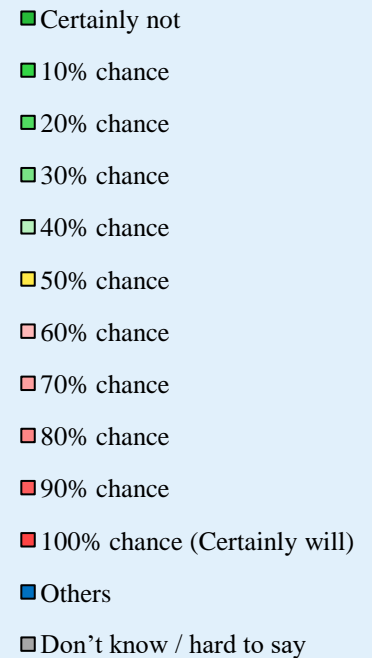 Certainly not
10% chance
20% chance
30% chance
40% chance
50% chance
60% chance
70% chance
80% chance
90% chance
100% chance (Certainly will)
Others
Don’t know / hard to say